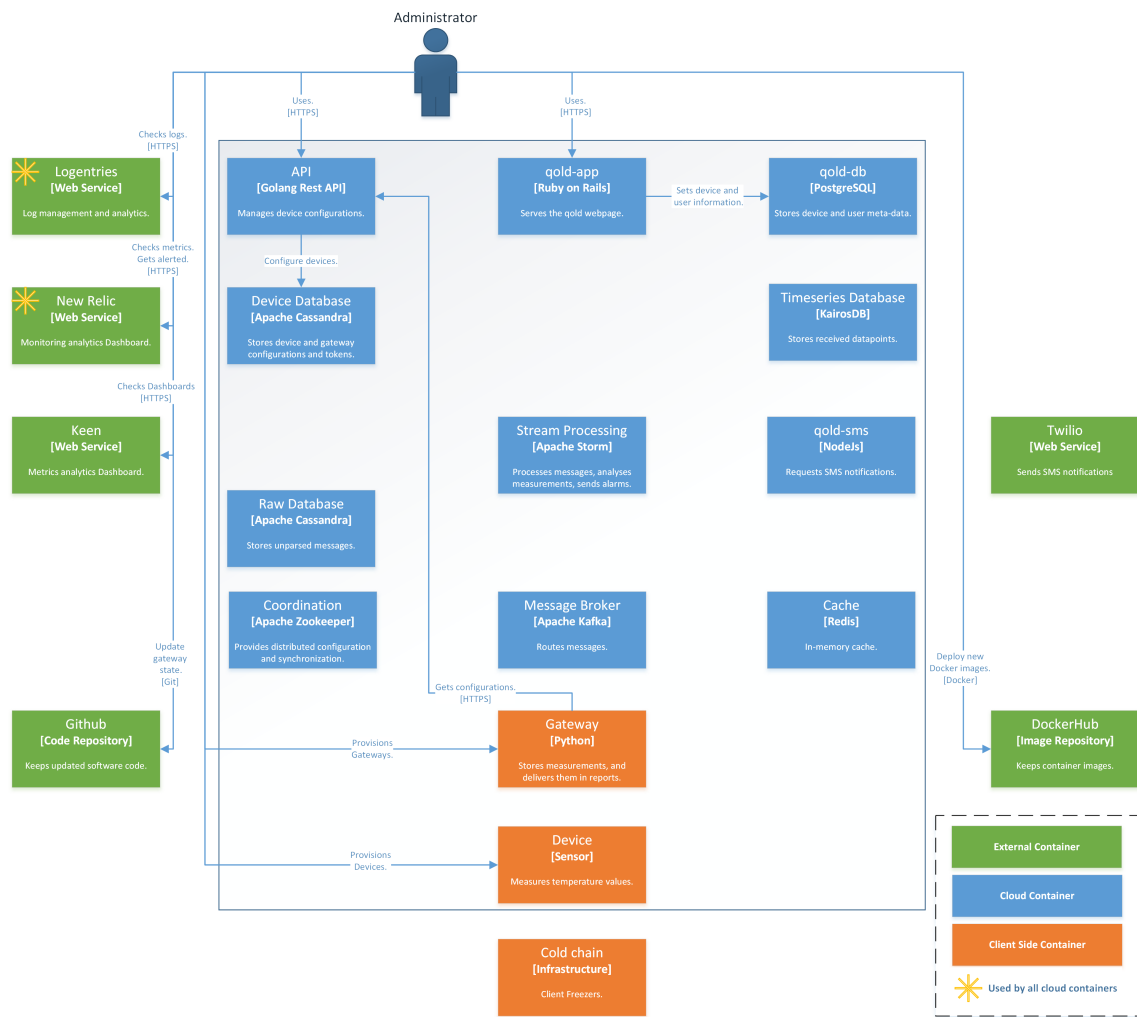 Administrator
Uses.
[HTTPS]
Uses.
[HTTPS]
Checks logs.
[HTTPS]
Logentries
[Web Service]
Log management and analytics.
API
[Golang Rest API]
Manages device configurations.
qold-app
[Ruby on Rails]
Serves the qold webpage.
Sets device and
user information.
qold-db
[PostgreSQL]
Stores device and user meta-data.
Checks metrics.
Gets alerted.
[HTTPS]
Configure devices.
New Relic
[Web Service]
Monitoring analytics Dashboard.
Device Database
[Apache Cassandra]
Stores device and gateway
configurations and tokens.
Timeseries Database
[KairosDB]
Stores received datapoints.
Checks Dashboards
[HTTPS]
Keen
[Web Service]
Metrics analytics Dashboard.
Stream Processing
[Apache Storm]
Processes messages, analyses
measurements, sends alarms.
qold-sms
[NodeJs]
Requests SMS notifications.
Twilio
[Web Service]
Sends SMS notifications
Raw Database
[Apache Cassandra]
Stores unparsed messages.
Coordination
[Apache Zookeeper]
Provides distributed configuration
and synchronization.
Message Broker
[Apache Kafka]
Routes messages.
Cache
[Redis]
In-memory cache.
Update
gateway
state.
[Git]
Gets configurations.
[HTTPS]
Deploy new
Docker images.
[Docker]
Github
[Code Repository]
Keeps updated software code.
Provisions
Gateways.
Gateway
[Python]
Stores measurements, and
delivers them in reports.
DockerHub
[Image Repository]
Keeps container images.
Provisions
Devices.
Device
[Sensor]
Measures temperature values.
Cold chain
[Infrastructure]
Client Freezers.
External Container
Cloud Container
Client Side Container
Used by all cloud containers